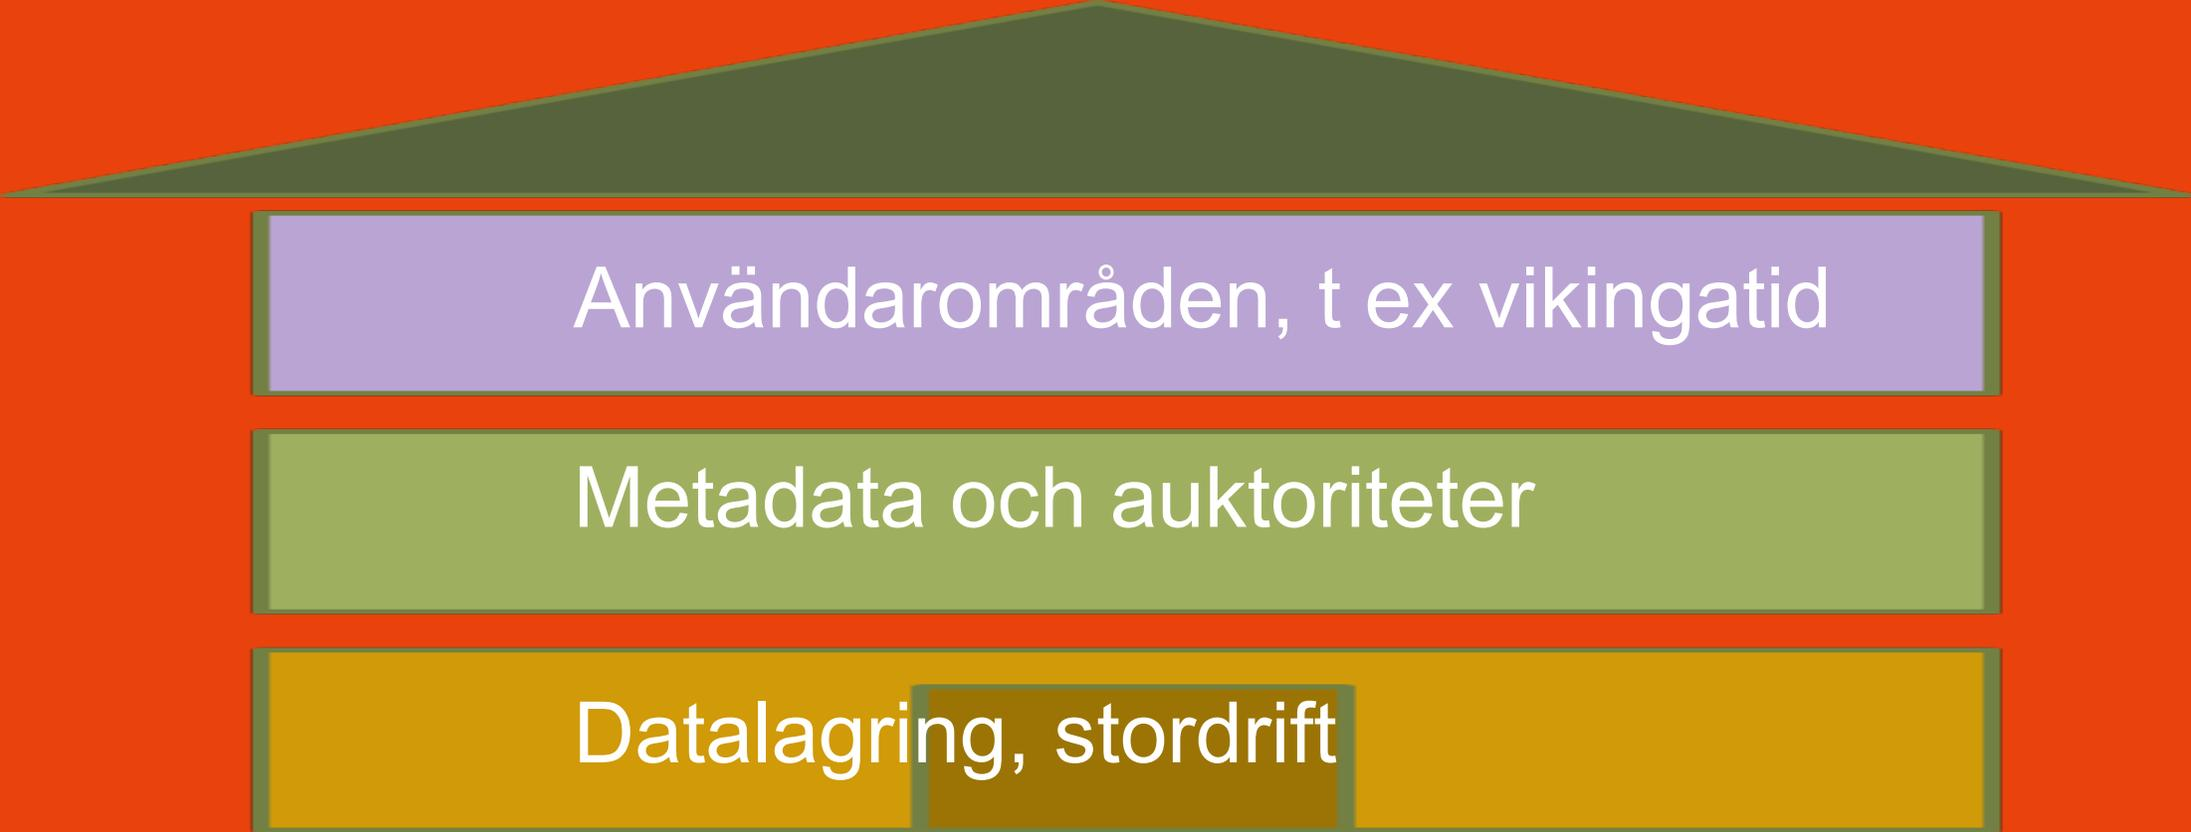 Användarområden, t ex vikingatid
Metadata och auktoriteter
Datalagring, stordrift